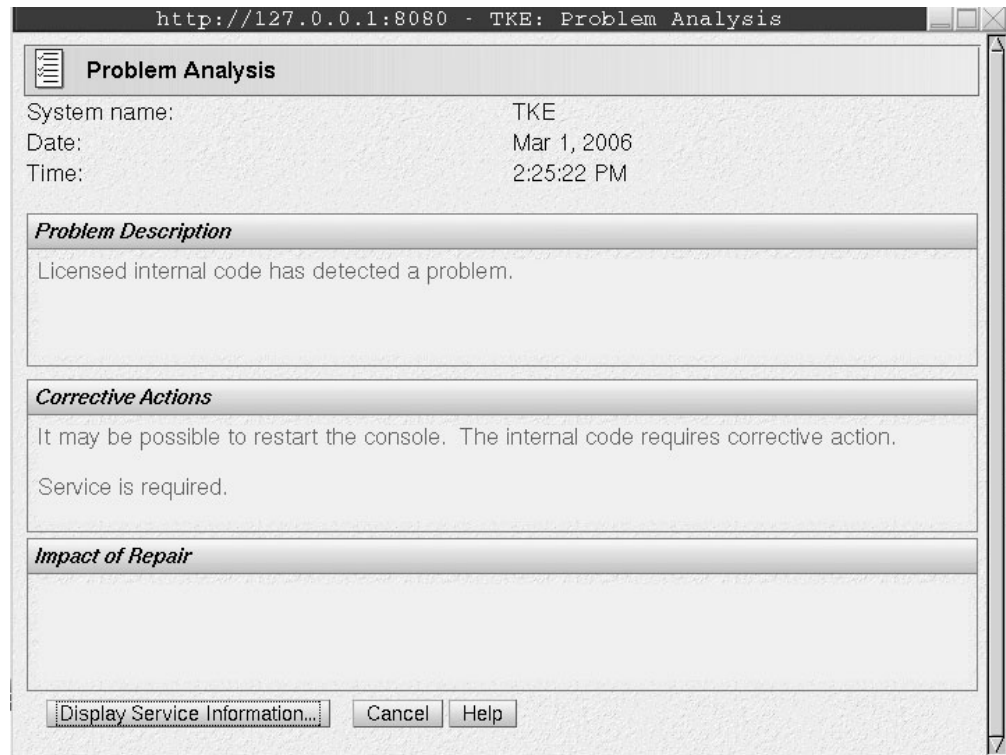 http://127.0.0.1:8080 - TKE: Problem Analysis
Problem Analysis
System name: TKE
Date: Mar 1, 2006
Time: 2:25:22 PM
Problem Description
Licensed internal code has detected a problem.
Corrective Actions
It may be possible to restart the console. The internal code requires corrective action.
Service is required.
Impact of Repair
Display Service Information... Cancel Help